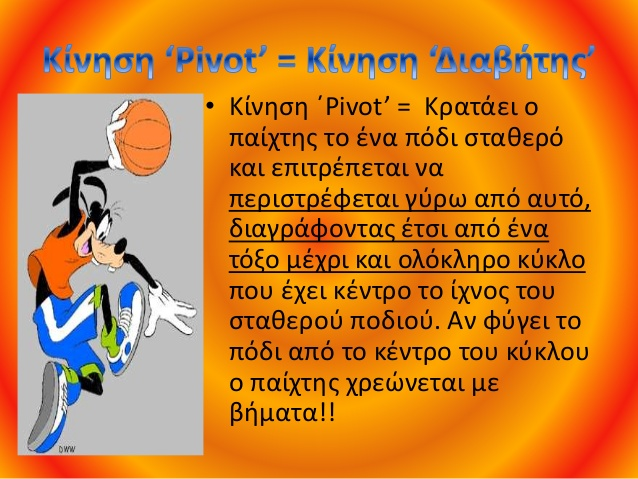 Κίνηση ‘Pivot’ = Κίνηση ‘Διαβήτης’
• Κίνηση ΄Pivot’ = Κρατάει ο
παίχτης το ένα πόδι σταθερό
και επιτρέπεται να
περιστρέφεται γύρω από αυτό,
διαγράφοντας έτσι από ένα
τόξο μέχρι και ολόκληρο κύκλο
που έχει κέντρο το ίχνος του
σταθερού ποδιού. Αν φύγει το
πόδι από το κέντρο του κύκλου
ο παίχτης χρεώνεται με
βήματα!!
DWW